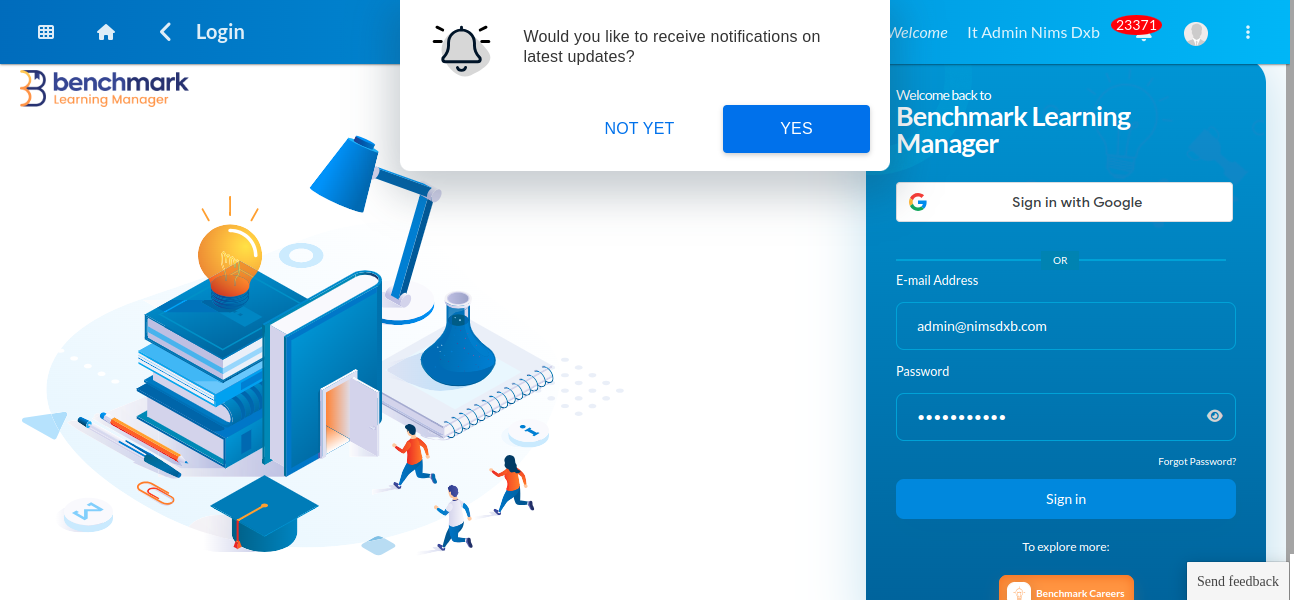 Login
Would you like to receive notifications on
latest updates?
NOT YET
YES
Welcome
It Admin Nims Dxb
23371
benchmark
Learning Manager
Welcome back to
Benchmark Learning
Manager
Sign in with Google
OR
E-mail Address
admin@nimsdxb.com
Password
•••••••••••
Forgot Password?
Sign in
To explore more:
Benchmark Careers
Send feedback